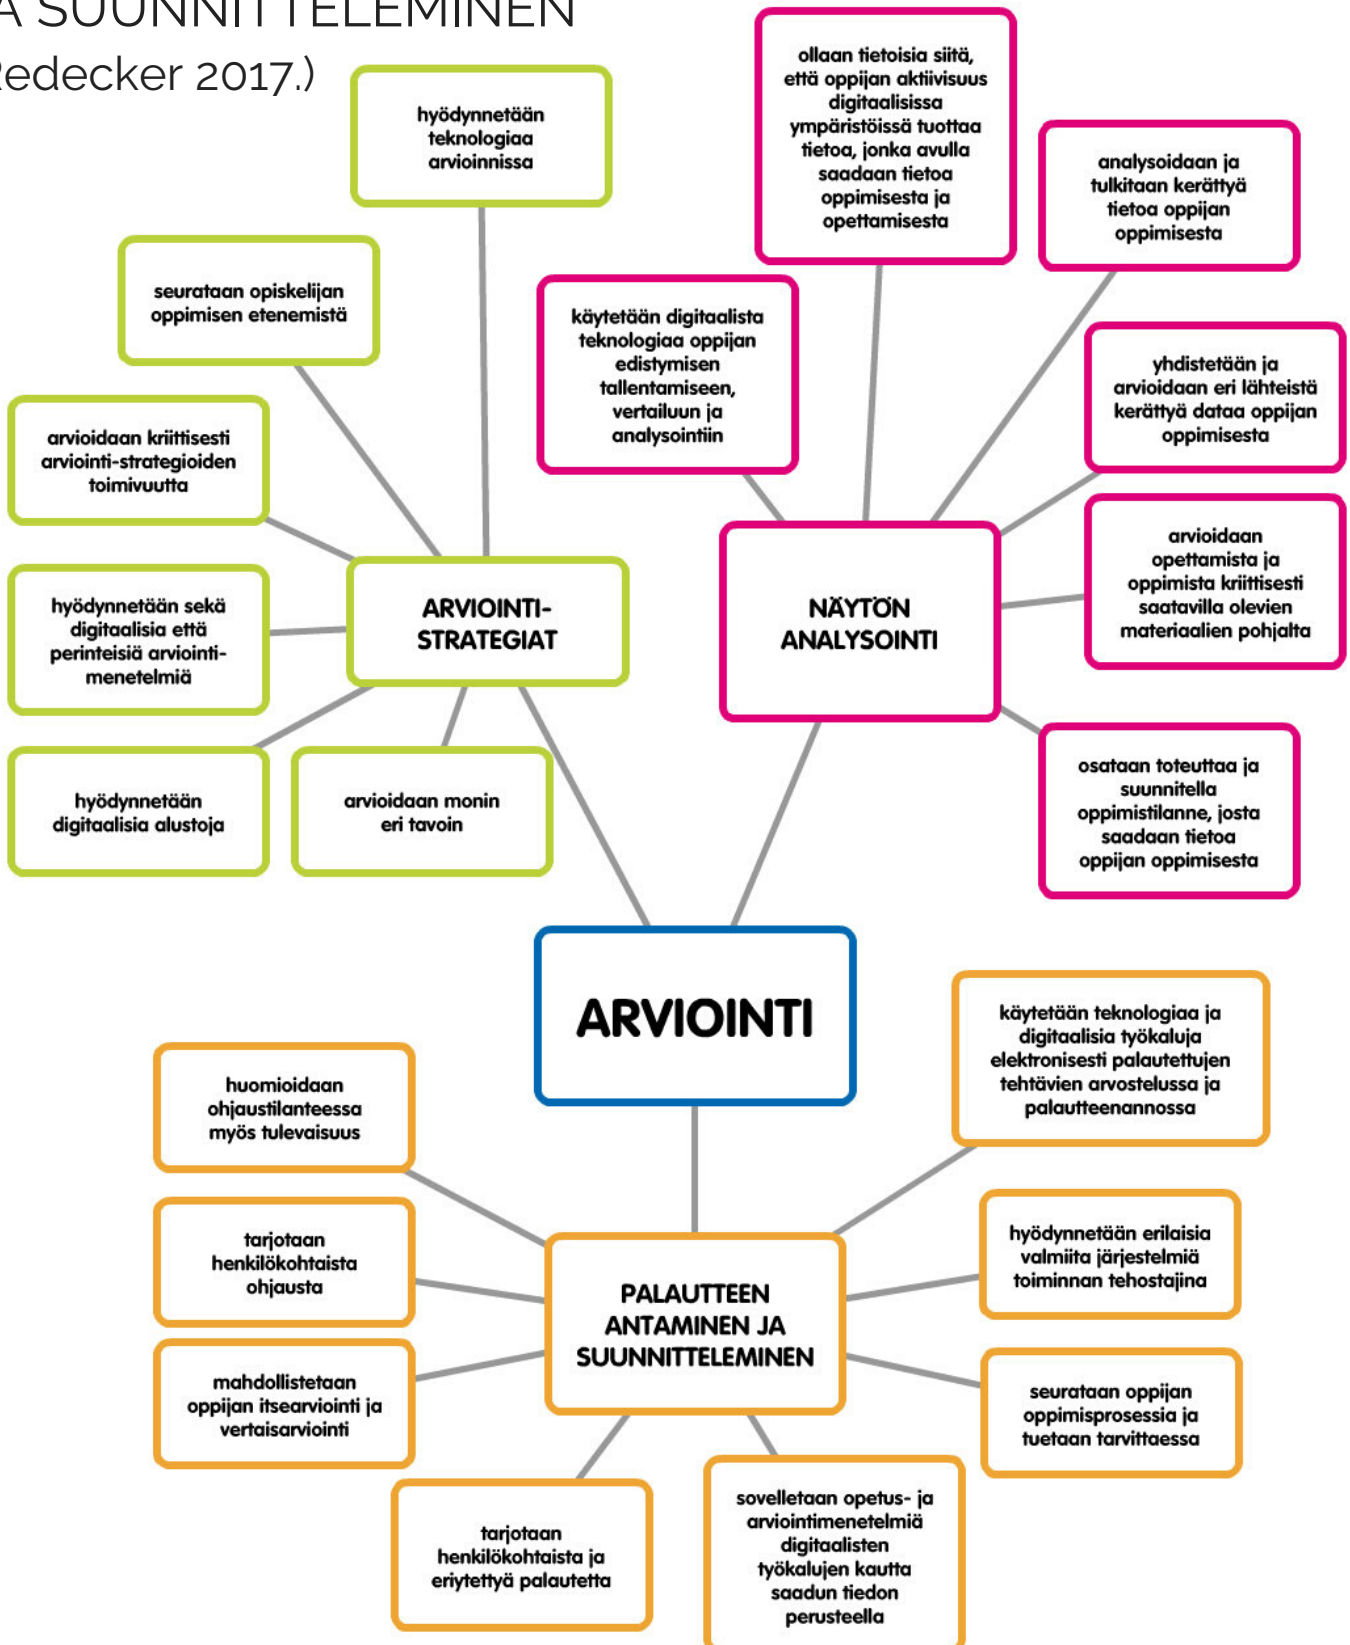 A SUUNNITTELEMINEN
Redecker 2017.)
hyödynnetään
teknologiaa
arvioinnissa
seurataan opiskelijan
oppimisen etenemistä
arvioidaan kriittisesti
arviointi-strategioiden
toimivuutta
hyödynnetään sekä
digitaalisia että
perinteisiä arviointi-
menetelmiä
hyödynnetään
digitaalisia alustoja
arvioidaan monin
eri tavoin
ARVIOINTI-
STRATEGIAT
ollaan tietoisia siitä,
että oppijan aktiivisuus
digitaalisissa
ympäristöissä tuottaa
tietoa, jonka avulla
saadaan tietoa
oppimisesta ja
opettamisesta
analysoidaan ja
tulkitaan kerättyä
tietoa oppijan
oppimisesta
käytetään digitaalista
teknologiaa oppijan
edistymisen
tallentamiseen,
vertailuun ja
analysointiin
yhdistetään ja
arvioidaan eri lähteistä
kerättyä dataa oppijan
oppimisesta
arvioidaan
opettamista ja
oppimista kriittisesti
saatavilla olevien
materiaalien pohjalta
NÄYTÖN
ANALYSOINTI
osataan toteuttaa ja
suunnitella
oppimistilanne, josta
saadaan tietoa
oppijan oppimisesta
ARVIOINTI
käytetään teknologiaa ja
digitaalisia työkaluja
elektronisesti palautettujen
tehtävien arvostelussa ja
palautteenannossa
huomioidaan
ohjaustilanteessa
myös tulevaisuus
tarjotaan
henkilökohtaista
ohjausta
mahdollistetaan
oppijan itsearviointi ja
vertaisarviointi
PALAUTTEEN
ANTAMINEN JA
SUUNNITTELEMINEN
hyödynnetään erilaisia
valmiita järjestelmiä
toiminnan tehostajina
seurataan oppijan
oppimisprosessia ja
tuetaan tarvittaessa
tarjotaan
henkilökohtaista ja
eriytettyä palautetta
sovelletaan opetus- ja
arviointimenetelmiä
digitaalisten
työkalujen kautta
saadun tiedon
perusteella